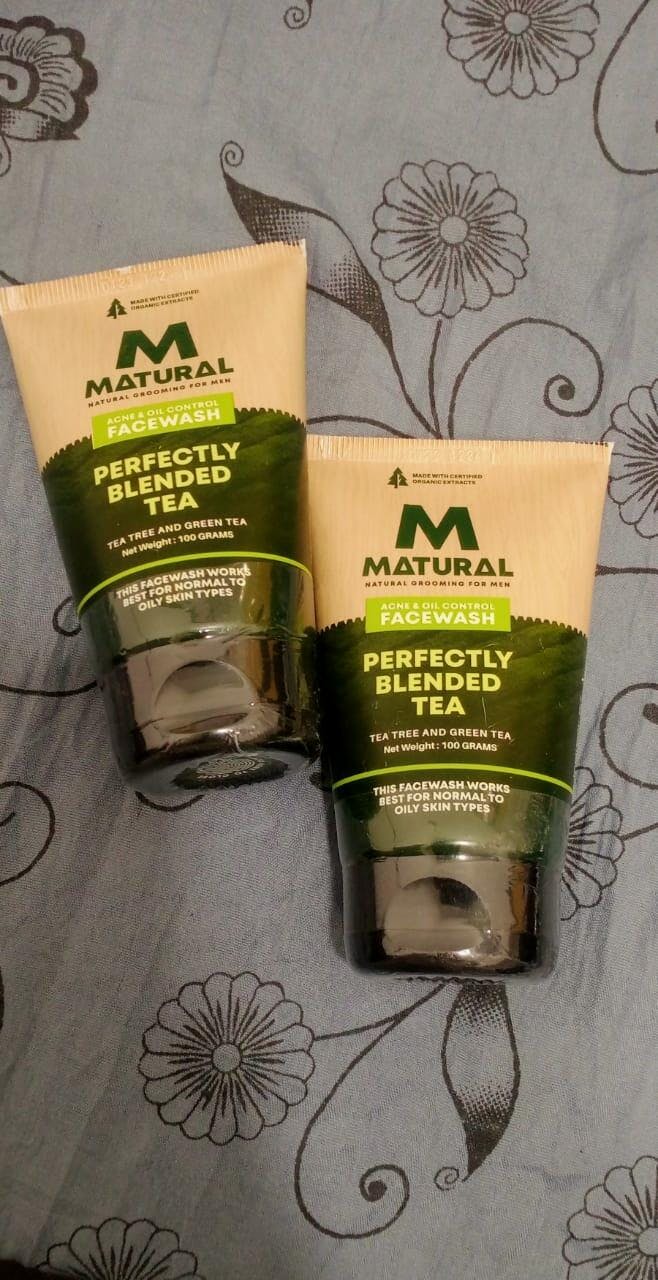 MADE WITH CERTIFIED
ORGANIC EXTRACTS
M
MATURAL
NATURAL GROOMING FOR MEN
ACNE & OIL CONTROL
FACEWASH
PERFECTLY
BLENDED
TEA
TEA TREE AND GREEN TEA
Net Weight : 100 GRAMS
THIS FACEWASH WORKS
BEST FOR NORMAL TO
OILY SKIN TYPES
MADE WITH CERTIFIED
ORGANIC EXTRACTS
M
MATURAL
NATURAL GROOMING FOR MEN
ACNE & OIL CONTROL
FACEWASH
PERFECTLY
BLENDED
TEA
TEA TREE AND GREEN TEA
Net Weight : 100 GRAMS
THIS FACEWASH WORKS
BEST FOR NORMAL TO
OILY SKIN TYPES